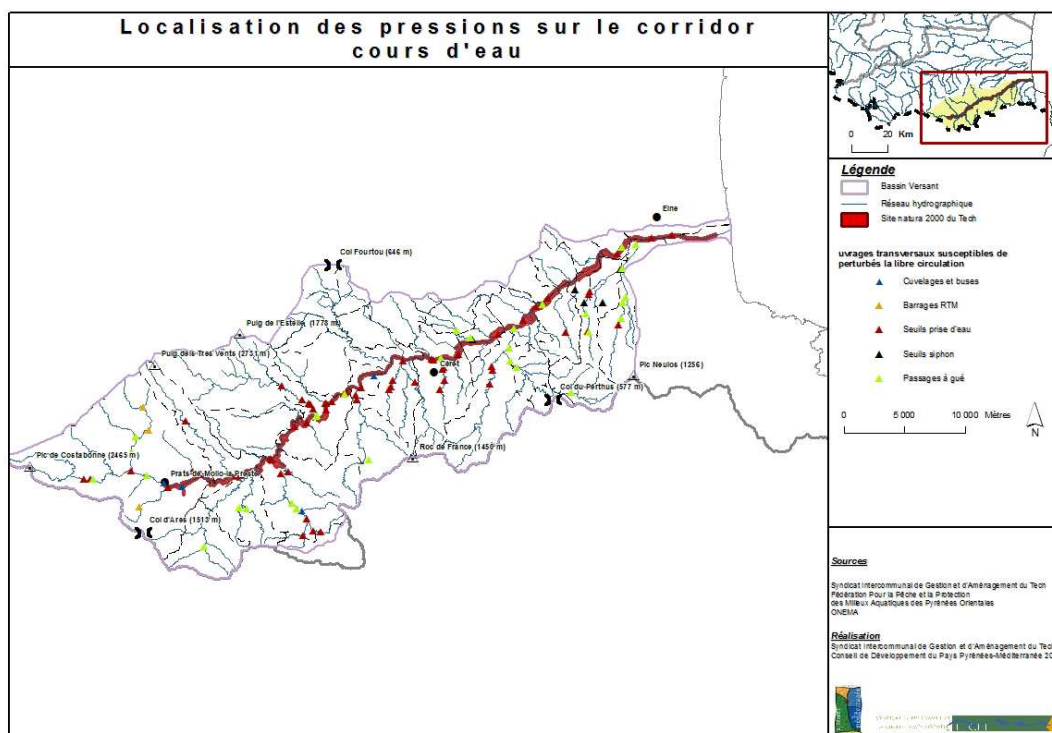 Localisation des pressions sur le corridor
cours d'eau
0 20 Km
Légende
Bassin Versant
Réseau hydrographique
Site natura 2000 du Tech
uvrages transversaux susceptibles de
perturbés la libre circulation
Cuvelages et buses
Barrages RTM
Seuils prise d'eau
Seuils siphon
Passages à gué
0 5 000 10 000 Mètres
N
Elne
Col Fourtou (646 m)
Puig de l'Estelle (1778 m)
Puig dels Tres Vents (2731 m)
Céret
Pic Neulos (1256)
Col du Perthus (577 m)
Roc de France (1450 m)
Pic de Costabonne (2465 m)
Prats-de-Mollo-la-Preste
Col d'Ares (1513 m)
Sources
Syndicat Intercommunal de Gestion et d'Aménagement du Tech
Fédération Pour la Pêche et la Protection
des Milieux Aquatiques des Pyrénées Orientales
ONEMA
Réalisation
Syndicat Intercommunal de Gestion et d'Aménagement du Tech
Conseil de Développement du Pays Pyrénées-Méditerranée 20